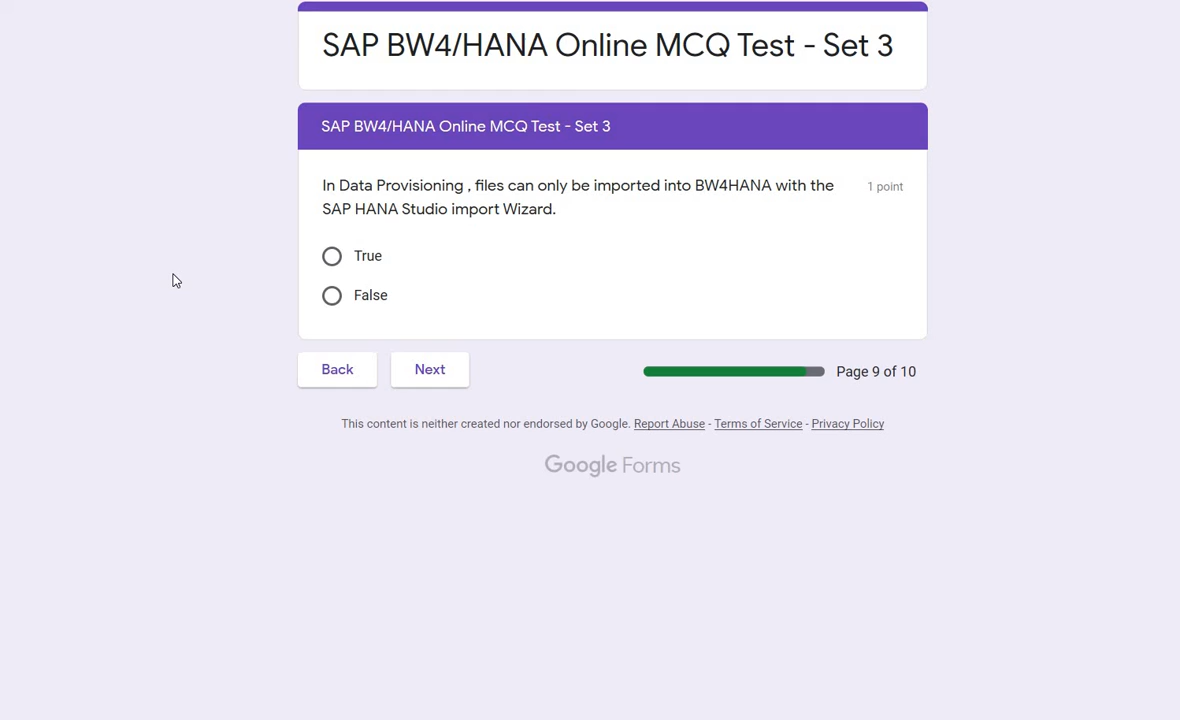 SAP BW4/HANA Online MCQ Test - Set 3
SAP BW4/HANA Online MCQ Test - Set 3
In Data Provisioning , files can only be imported into BW4HANA with the
1 point
SAP HANA Studio import Wizard.
True
False
Back
Next
Page 9 of 10
This content is neither created nor endorsed by Google. Report Abuse - Terms of Service - Privacy Policy
Google Forms